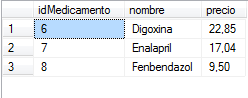 idMedicamento nombre precio
1 6 Digoxina 22,85
2 7 Enalapril 17,04
3 8 Fenbendazol 9,50